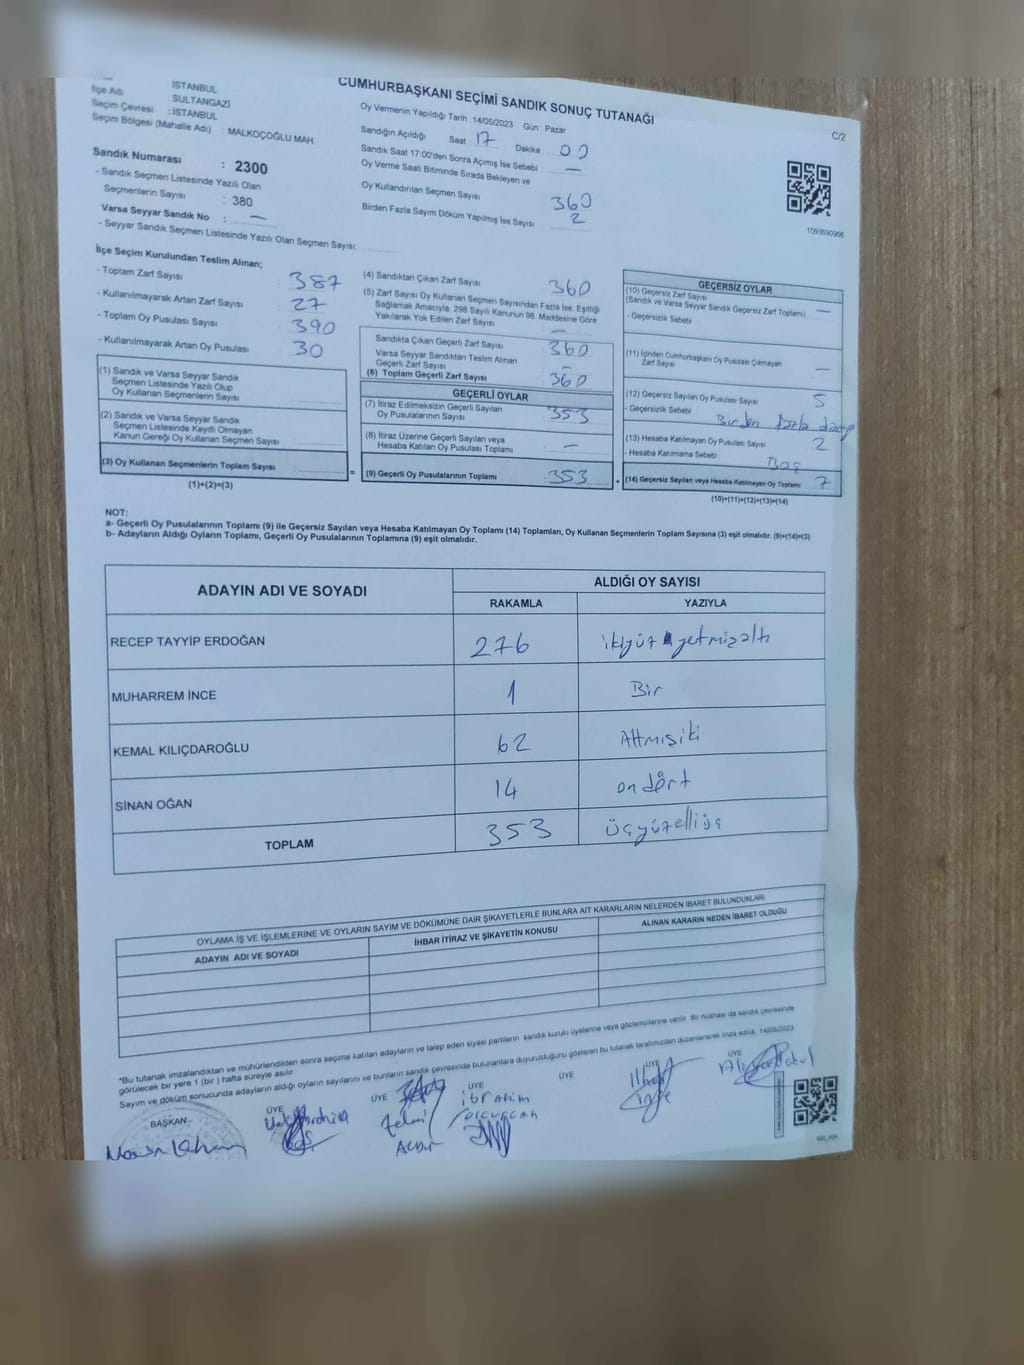 CUMHURBAŞKANI SEÇİMİ SANDIK SONUÇ TUTANAĞI
C/2
İSTANBUL
İlçe Adı : SULTANGAZİ
Seçim Çevresi : İSTANBUL
Seçim Bölgesi (Mahalle Adı) : MALKOÇOĞLU MAH.
Sandık Numarası : 2300
- Sandık Seçmen Listesinde Yazılı Olan
Seçmenlerin Sayısı : 380
Varsa Seyyar Sandık No : —
- Seyyar Sandık Seçmen Listesinde Yazılı Olan Seçmen Sayısı:
Oy Vermenin Yapıldığı Tarih : 14/05/2023 Gün : Pazar
Sandığın Açıldığı Saat 17 Dakika 00
Sandık Saat 17:00'den Sonra Açımış İse Sebebi —
Oy Verme Saati Bitiminde Sırada Bekleyen ve
Oy Kullandırılan Seçmen Sayısı 360
Birden Fazla Sayım Döküm Yapılmış İse Sayısı : 2
1093690966
İlçe Seçim Kurulundan Teslim Alınan;
- Toplam Zarf Sayısı 387
- Kullanılmayarak Artan Zarf Sayısı 27
- Toplam Oy Pusulası Sayısı 390
- Kullanılmayarak Artan Oy Pusulası 30
(1) Sandık ve Varsa Seyyar Sandık
Seçmen Listesinde Yazılı Olup
Oy Kullanan Seçmenlerin Sayısı
(2) Sandık ve Varsa Seyyar Sandık
Seçmen Listesinde Kayıtlı Olmayan
Kanun Gereği Oy Kullanan Seçmen Sayısı
(3) Oy Kullanan Seçmenlerin Toplam Sayısı
(1)+(2)=(3)
=
(4) Sandıktan Çıkan Zarf Sayısı 360
(5) Zarf Sayısı Oy Kullanan Seçmen Sayısından Fazla İse, Eşitliği
Sağlamak Amacıyla, 298 Sayılı Kanunun 98. Maddesine Göre
Yakılarak Yok Edilen Zarf Sayısı —
Sandıkta Çıkan Geçerli Zarf Sayısı 360
Varsa Seyyar Sandıktan Teslim Alınan
Geçerli Zarf Sayısı —
(6) Toplam Geçerli Zarf Sayısı 360
GEÇERLİ OYLAR
(7) İtiraz Edilmeksizin Geçerli Sayılan
Oy Pusulalarının Sayısı 353
(8) İtiraz Üzerine Geçerli Sayılan veya
Hesaba Katılan Oy Pusulası Toplamı —
(9) Geçerli Oy Pusulalarının Toplamı 353
+
GEÇERSİZ OYLAR
(10) Geçersiz Zarf Sayısı
(Sandık ve Varsa Seyyar Sandık Geçersiz Zarf Toplamı) —
- Geçersizlik Sebebi
(11) İçinden Cumhurbaşkanı Oy Pusulası Çıkmayan
Zarf Sayısı —
(12) Geçersiz Sayılan Oy Pusulası Sayısı 5
- Geçersizlik Sebebi Birden fazla damga
(13) Hesaba Katılmayan Oy Pusulası Sayısı 2
- Hesaba Katılmama Sebebi Boş
(14) Geçersiz Sayılan veya Hesaba Katılmayan Oy Toplamı 7
(10)+(11)+(12)+(13)=(14)
NOT:
a- Geçerli Oy Pusulalarının Toplamı (9) ile Geçersiz Sayılan veya Hesaba Katılmayan Oy Toplamı (14) Toplamları, Oy Kullanan Seçmenlerin Toplam Sayısına (3) eşit olmalıdır. (9)+(14)=(3)
b- Adayların Aldığı Oyların Toplamı, Geçerli Oy Pusulalarının Toplamına (9) eşit olmalıdır.
ADAYIN ADI VE SOYADI ALDIĞI OY SAYISI
RAKAMLA YAZIYLA
RECEP TAYYİP ERDOĞAN 276 ikiyüz yetmişaltı
MUHARREM İNCE 1 Bir
KEMAL KILIÇDAROĞLU 62 Altmışiki
SİNAN OĞAN 14 on dört
TOPLAM 353 üçyüzelliüç
OYLAMA İŞ VE İŞLEMLERİNE VE OYLARIN SAYIM VE DÖKÜMÜNE DAİR ŞİKAYETLERLE BUNLARA AİT KARARLARIN NELERDEN İBARET BULUNDUKLARI
ADAYIN ADI VE SOYADI İHBAR İTİRAZ VE ŞİKAYETİN KONUSU ALINAN KARARIN NEDEN İBARET OLDUĞU
"Bu tutanak imzalandıktan ve mühürlendikten sonra seçime katılan adayların ve talep eden siyasi partilerin sandık kurulu üyelerine veya gözlemcilerine verilir. Bir nüshası da sandık çevresinde
görülecek bir yere 1 (bir) hafta süreyle asılır.
Sayım ve döküm sonucunda adayların aldığı oyların sayılarını ve bunların sandık çevresinde bulunanlara duyurulduğunu gösteren bu tutanak tarafımızdan düzenlenerek imza edildi. 14/05/2023
BAŞKAN ÜYE ÜYE ÜYE ÜYE ÜYE ÜYE
ibrahim